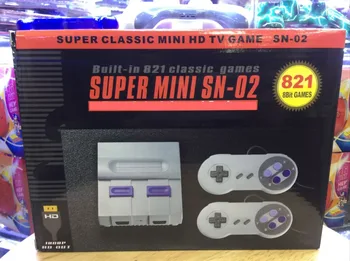 SUPER CLASSIC MINI HD TV GAME SN-02
Built-in 821 classic games
SUPER MINI SN-02
821
8Bit GAMES
HD
1080P
HD OUT